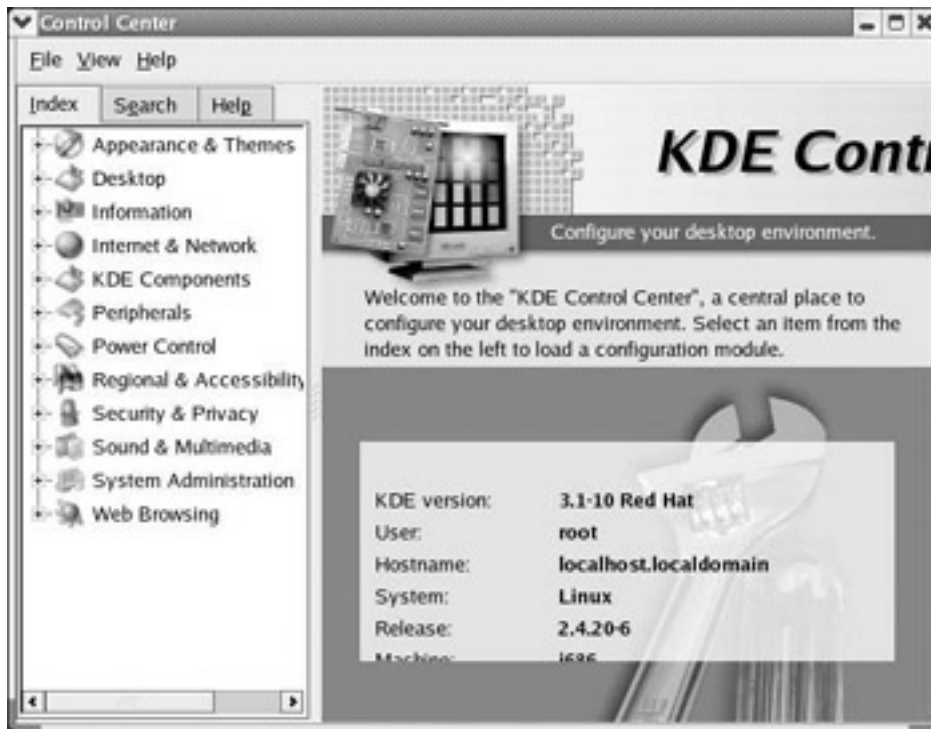 Control Center
File View Help
Index Search Help
Appearance & Themes
Desktop
Information
Internet & Network
KDE Components
Peripherals
Power Control
Regional & Accessibility
Security & Privacy
Sound & Multimedia
System Administration
Web Browsing
KDE Contr
Configure your desktop environment.
Welcome to the "KDE Control Center", a central place to
configure your desktop environment. Select an item from the
index on the left to load a configuration module.
KDE version: 3.1-10 Red Hat
User: root
Hostname: localhost.localdomain
System: Linux
Release: 2.4.20-6
Machine: i686